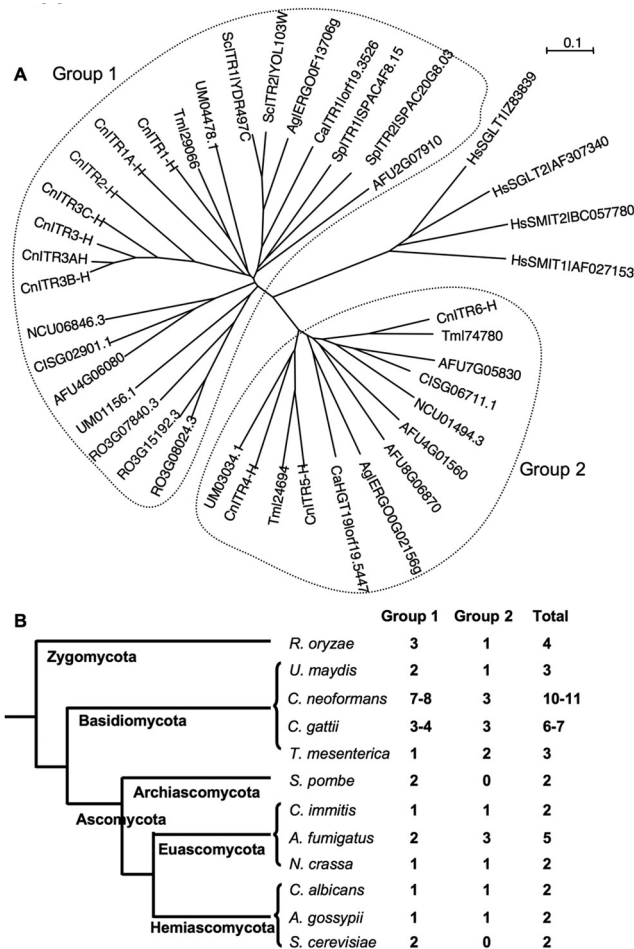 A
Group 1
0.1
ScITR2|YOL103W
ScITR1|YDR497C
AgIERGO0F13706g
CaITR1|orf19.3526
SpITR1|SPAC4F8.15
SpITR2|SPAC20G8.03
UM04478.1
Tml29066
CnITR1-H
CnITR1A-H
CnITR2-H
CnITR3C-H
CnITR3-H
CnITR3AH
CnITR3B-H
AFU2G07910
HsSGLT1|Z83839
HsSGLT2|AF307340
HsSMIT2|BC057780
HsSMIT1|AF027153
NCU06846.3
CISG02901.1
AFU4G06080
UM01156.1
RO3G07840.3
RO3G15192.3
RO3G08024.3
CnITR6-H
Tml74780
AFU7G05830
CISG06711.1
NCU01494.3
AFU4G01560
AFU8G06870
AgIERGO0G02156g
CaHGT19|orf19.5447
CnITR5-H
Tml24694
CnITR4-H
UM03034.1
Group 2
B
Group 1 Group 2 Total
Zygomycota
R. oryzae 3 1 4
U. maydis 2 1 3
Basidiomycota
C. neoformans 7-8 3 10-11
C. gattii 3-4 3 6-7
T. mesenterica 1 2 3
Archiascomycota
S. pombe 2 0 2
Ascomycota
C. immitis 1 1 2
Euascomycota
A. fumigatus 2 3 5
N. crassa 1 1 2
C. albicans 1 1 2
Hemiascomycota
A. gossypii 1 1 2
S. cerevisiae 2 0 2